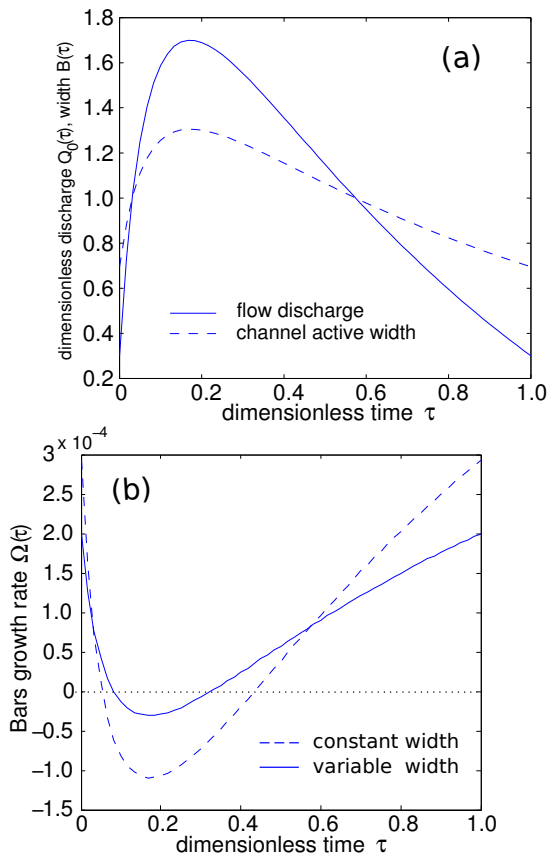 1.8
1.6
1.4
1.2
1.0
0.8
0.6
0.4
0.2
dimensionless discharge Q₀(τ), width B(τ)
(a)
flow discharge
channel active width
0 0.2 0.4 0.6 0.8 1.0
dimensionless time τ
x 10⁻⁴
3
2.0
2.0
1.0
1.0
0
−0.5
−1.0
−1.5
Bars growth rate Ω(τ)
(b)
constant width
variable width
0 0.2 0.4 0.6 0.8 1.0
dimensionless time τ